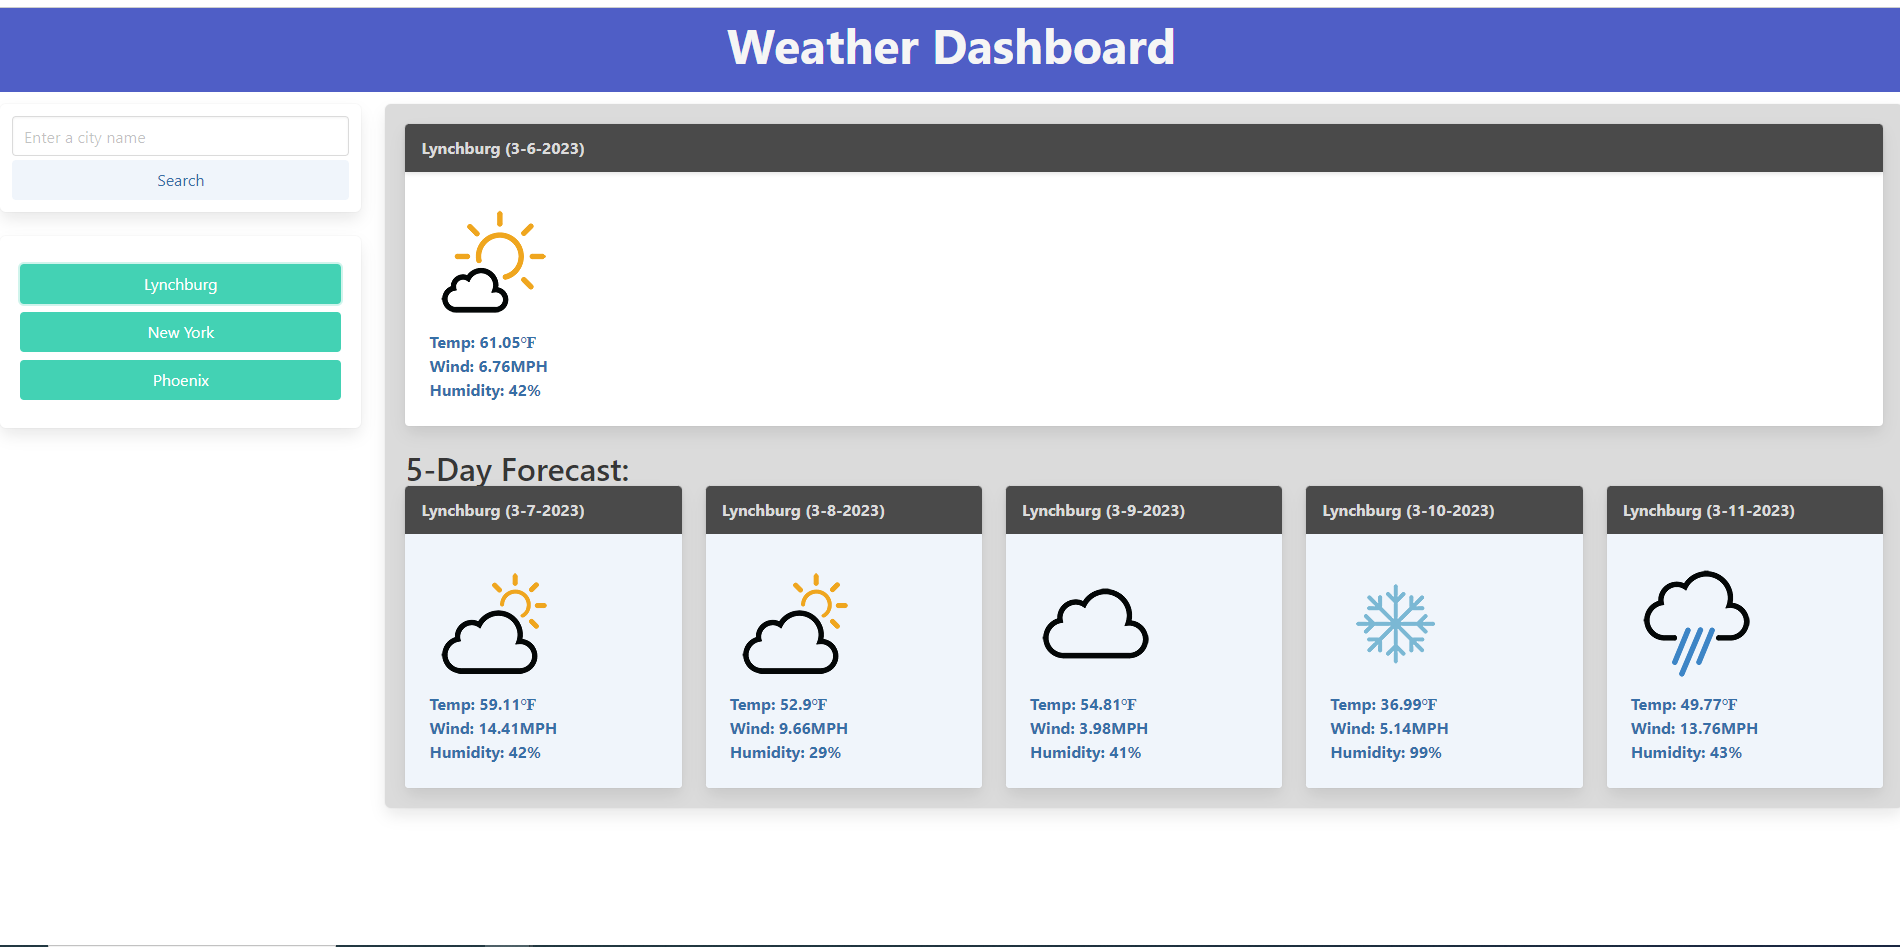 Weather Dashboard
Enter a city name
Search
Lynchburg
New York
Phoenix
Lynchburg (3-6-2023)
Temp: 61.05°F
Wind: 6.76MPH
Humidity: 42%
5-Day Forecast:
Lynchburg (3-7-2023)
Temp: 59.11°F
Wind: 14.41MPH
Humidity: 42%
Lynchburg (3-8-2023)
Temp: 52.9°F
Wind: 9.66MPH
Humidity: 29%
Lynchburg (3-9-2023)
Temp: 54.81°F
Wind: 3.98MPH
Humidity: 41%
Lynchburg (3-10-2023)
Temp: 36.99°F
Wind: 5.14MPH
Humidity: 99%
Lynchburg (3-11-2023)
Temp: 49.77°F
Wind: 13.76MPH
Humidity: 43%